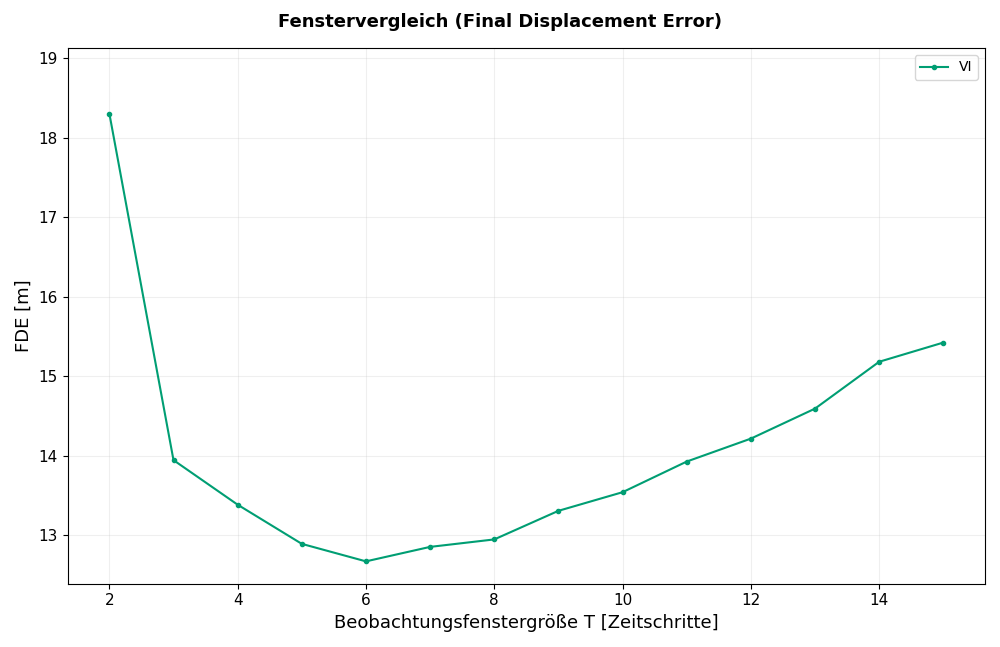 Fenstervergleich (Final Displacement Error)
VI
19
18
17
16
15
14
13
FDE [m]
2 4 6 8 10 12 14
Beobachtungsfenstergröße T [Zeitschritte]